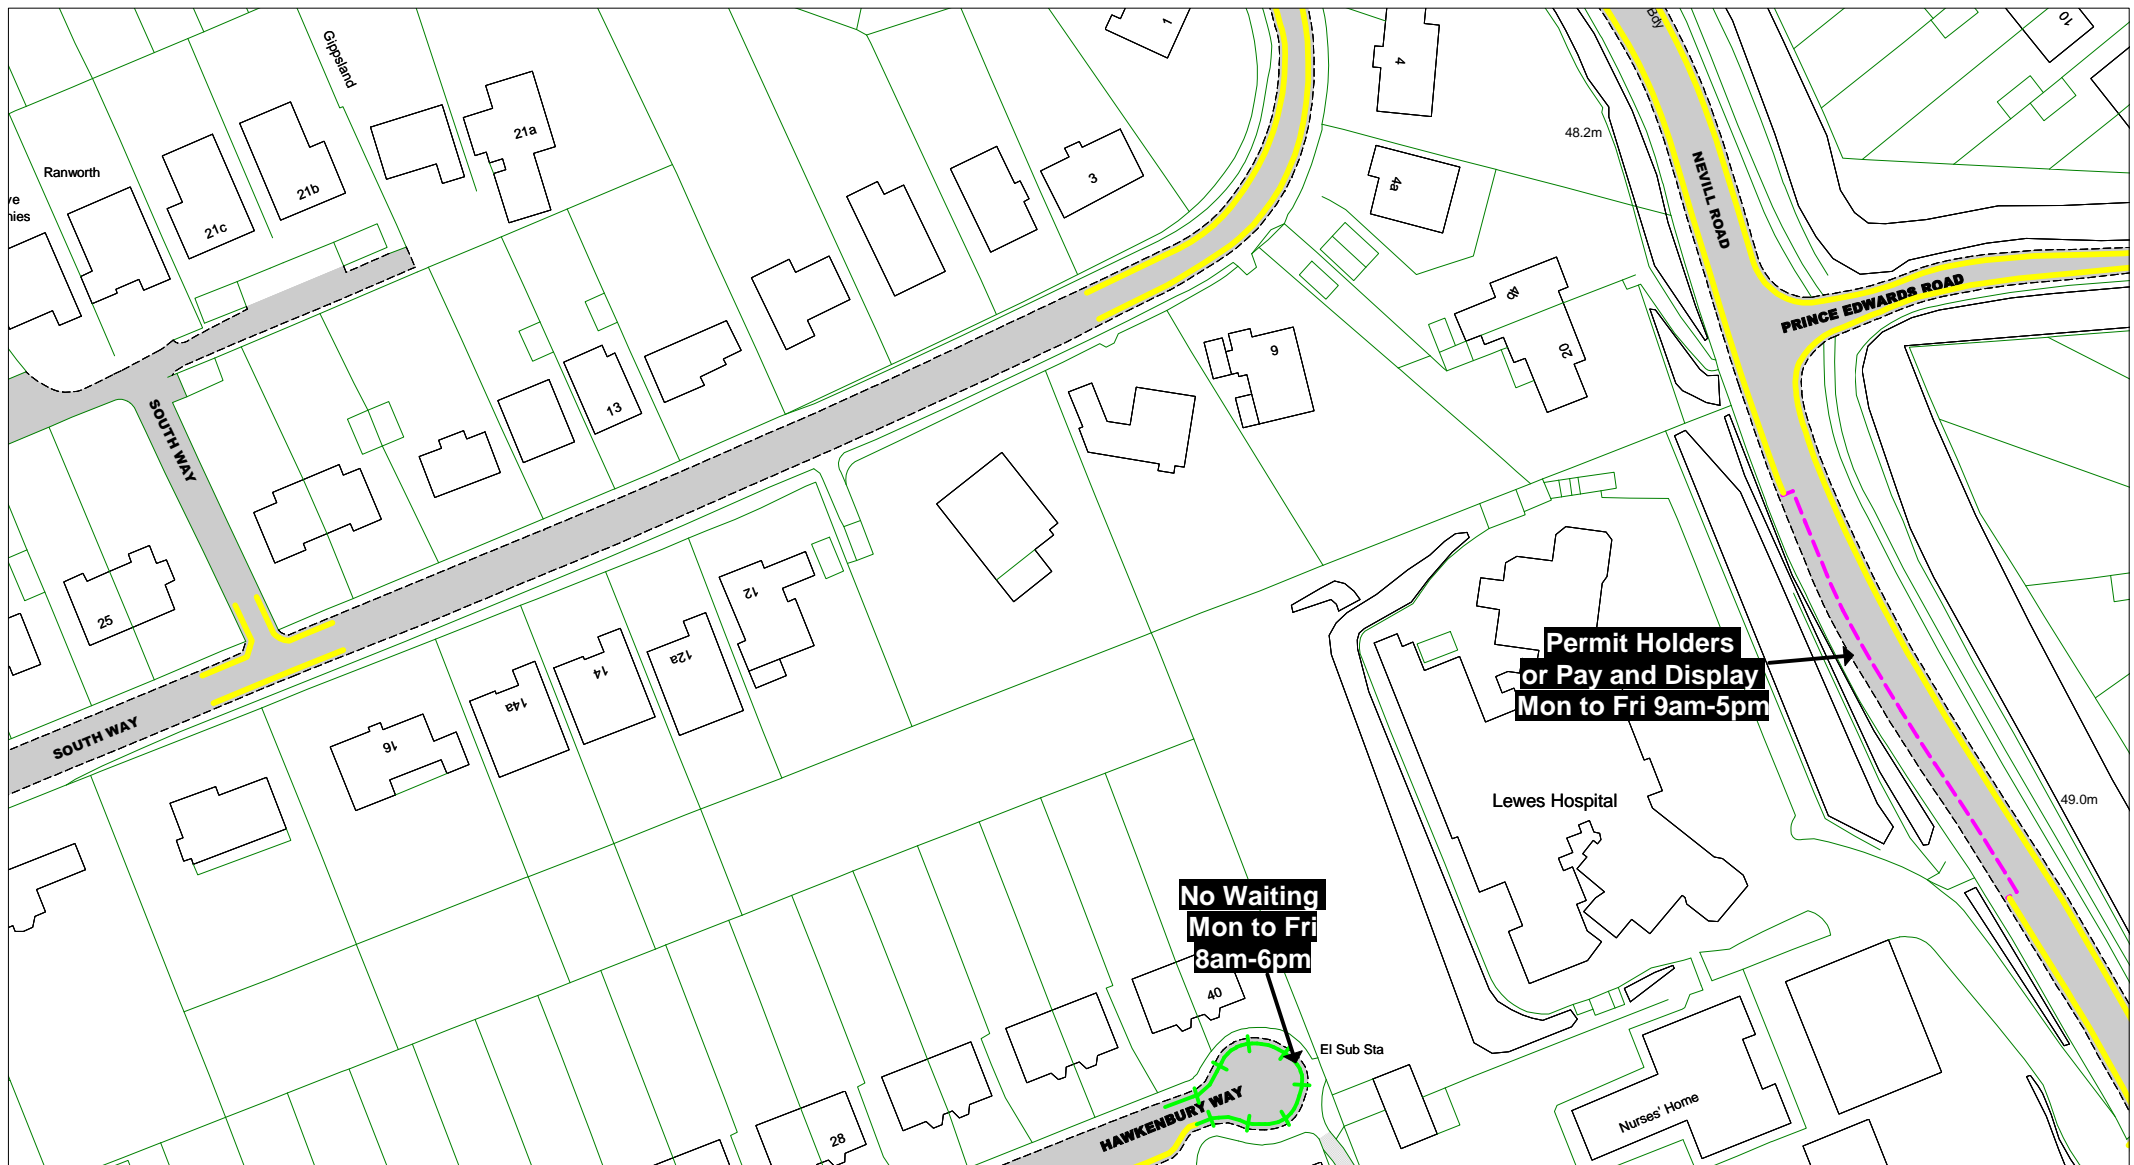 Gippsland
1
4
Bdy
10
21a
48.2m
Ranworth
21b
3
4a
NEVILL ROAD
ve
nies
21c
4b
PRINCE EDWARDS ROAD
9
20
13
SOUTH WAY
12
25
Permit Holders
or Pay and Display
Mon to Fri 9am-5pm
12a
14
14a
SOUTH WAY
16
Lewes Hospital
49.0m
No Waiting
Mon to Fri
8am-6pm
40
El Sub Sta
HAWKENBURY WAY
Nurses' Home
28